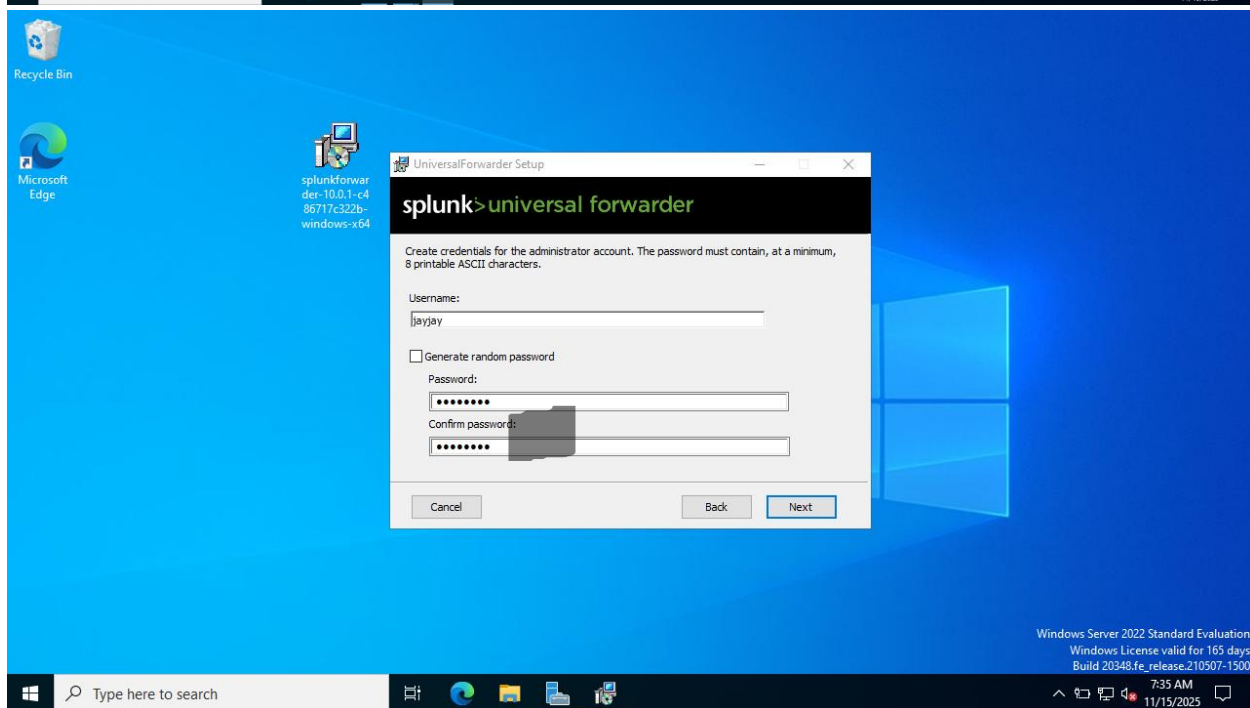 Recycle Bin
Microsoft
Edge
splunkforwar
der-10.0.1-c4
86717c322b-
windows-x64
UniversalForwarder Setup
splunk>universal forwarder
Create credentials for the administrator account. The password must contain, at a minimum,
8 printable ASCII characters.
Username:
jayjay
Generate random password
Password:
••••••••
Confirm password:
••••••••
Cancel
Back
Next
Windows Server 2022 Standard Evaluation
Windows License valid for 165 days
Build 20348.fe_release.210507-1500
Type here to search
7:35 AM
11/15/2025